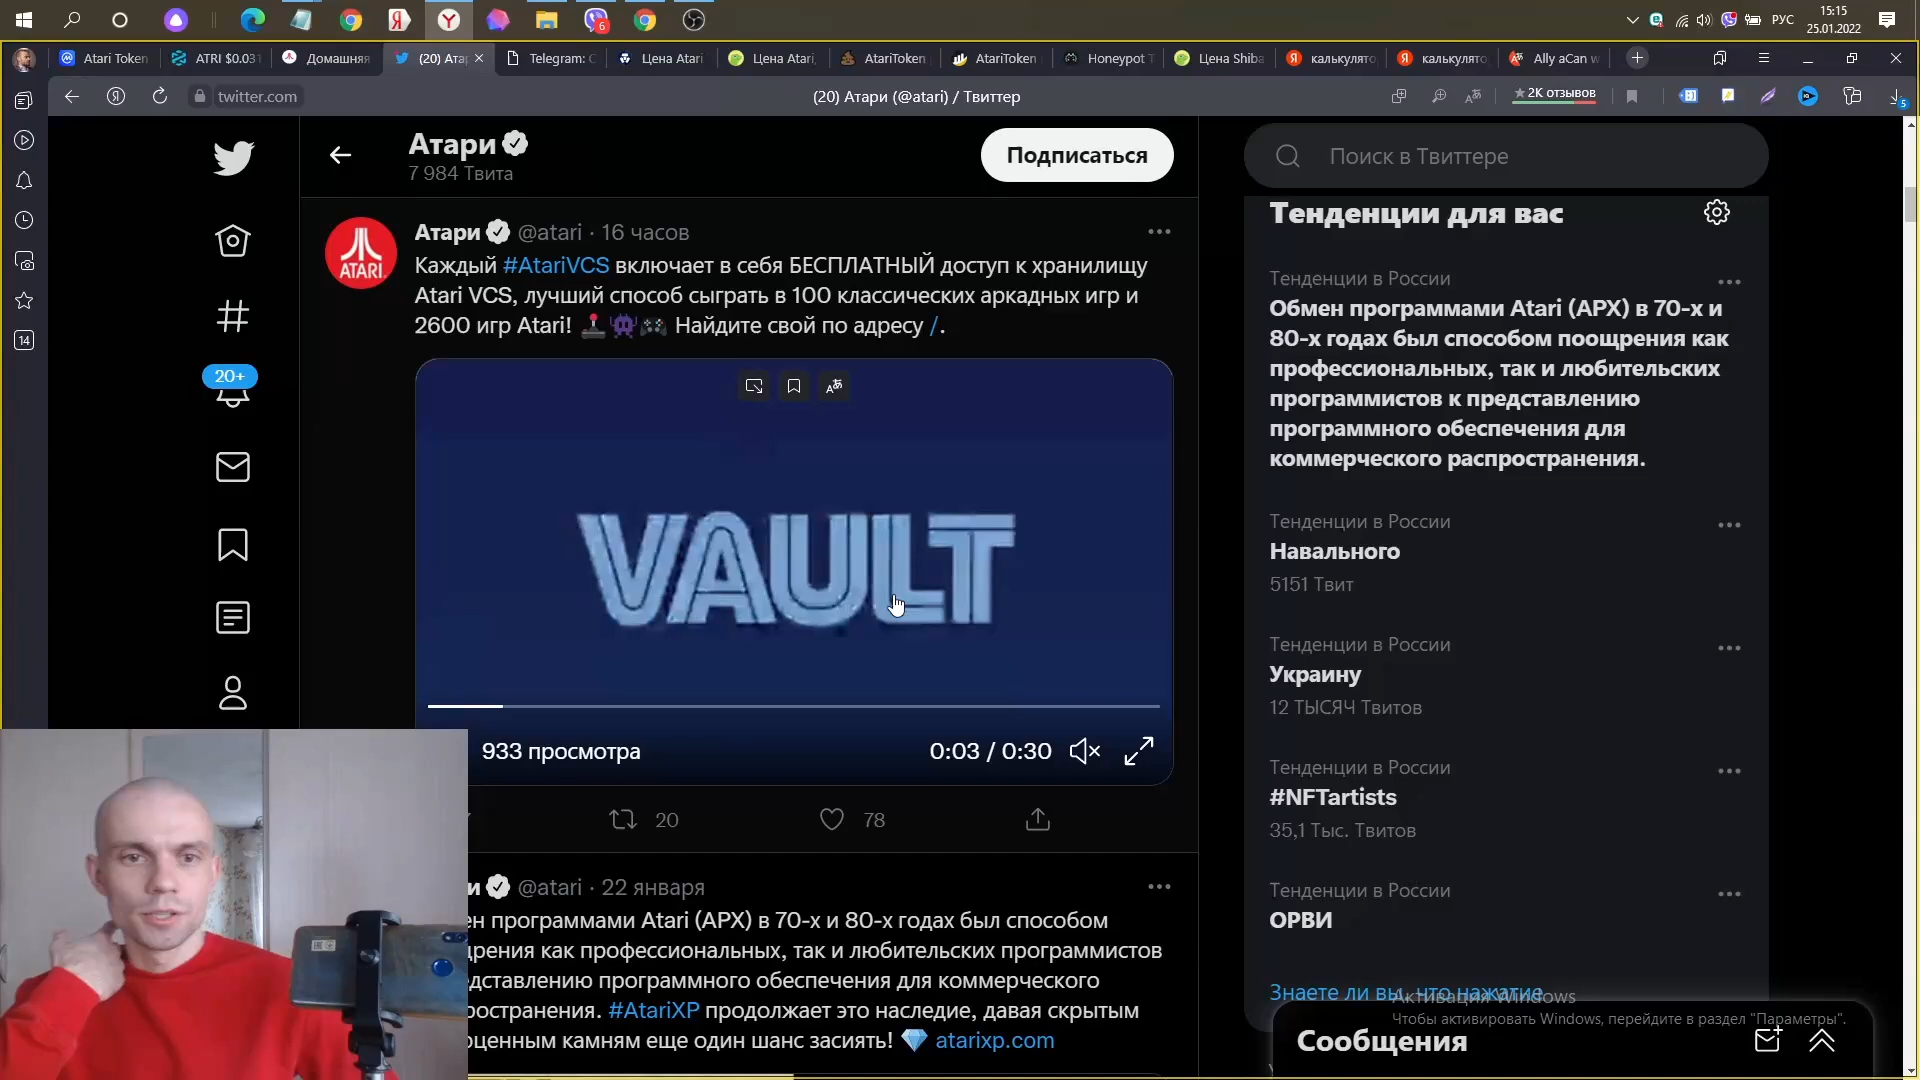 6
РУС
15:15
25.01.2022
Atari Token
ATRI $0.031
Домашняя
(20) Ата
Telegram: C
Цена Atari
Цена Atari,
AtariToken
AtariToken
Honeypot T
Цена Shiba
калькулято
калькулято
Ally aCan w
twitter.com
(20) Атари (@atari) / Твиттер
2K отзывов
5
14
Атари
7 984 Твита
Подписаться
Поиск в Твиттере
20+
ATARI
Атари @atari · 16 часов
Каждый #AtariVCS включает в себя БЕСПЛАТНЫЙ доступ к хранилищу
Atari VCS, лучший способ сыграть в 100 классических аркадных игр и
2600 игр Atari! Найдите свой по адресу /.
VAULT
933 просмотра
0:03 / 0:30
20
78
и @atari · 22 января
ен программами Atari (APX) в 70-х и 80-х годах был способом
дрения как профессиональных, так и любительских программистов
дставлению программного обеспечения для коммерческого
ространения. #AtariXP продолжает это наследие, давая скрытым
оценным камням еще один шанс засиять! 💎 atarixp.com
Тенденции для вас
Тенденции в России
Обмен программами Atari (APX) в 70-х и
80-х годах был способом поощрения как
профессиональных, так и любительских
программистов к представлению
программного обеспечения для
коммерческого распространения.
Тенденции в России
Навального
5151 Твит
Тенденции в России
Украину
12 ТЫСЯЧ Твитов
Тенденции в России
#NFTartists
35,1 Тыс. Твитов
Тенденции в России
ОРВИ
Знаете ли вы, что нажатие
Активация Windows
Чтобы активировать Windows, перейдите в раздел "Параметры".
Сообщения